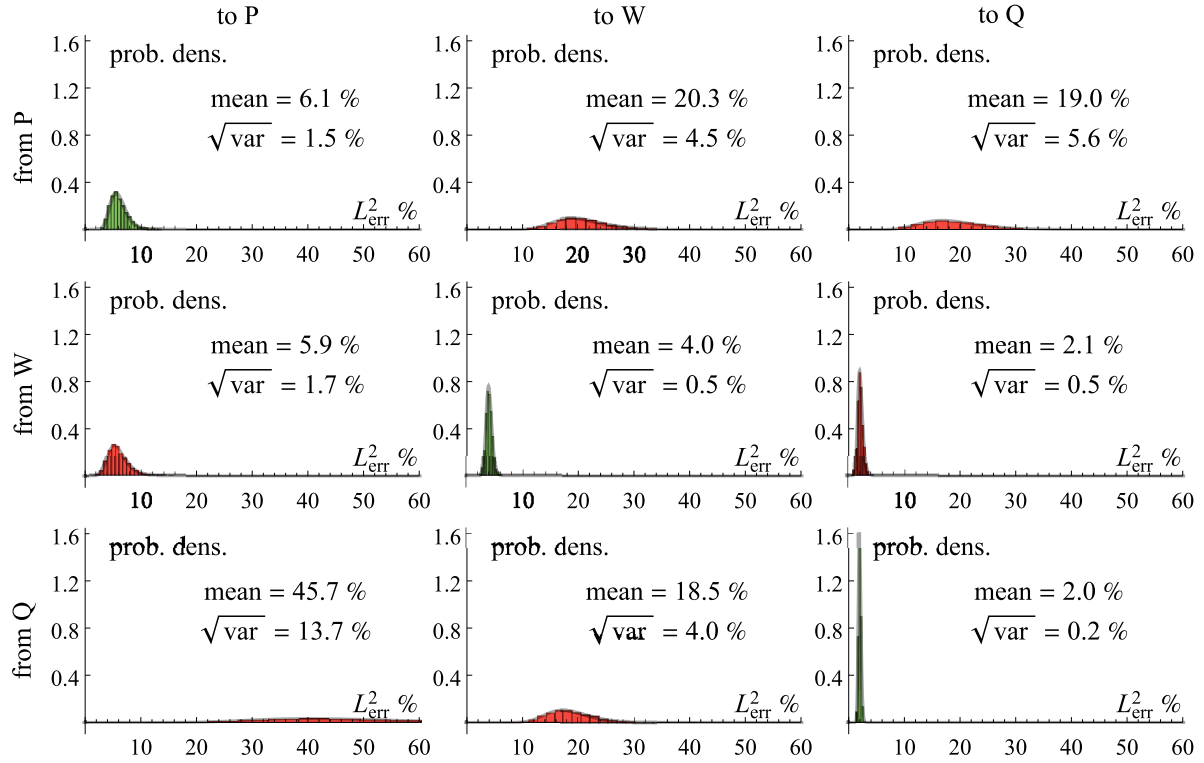 to P
to W
to Q
from P
1.6
1.2
0.8
0.4
prob. dens.
mean = 6.1 %
√var = 1.5 %
L²err %
10 20 30 40 50 60
1.6
1.2
0.8
0.4
prob. dens.
mean = 20.3 %
√var = 4.5 %
L²err %
10 20 30 40 50 60
1.6
1.2
0.8
0.4
prob. dens.
mean = 19.0 %
√var = 5.6 %
L²err %
10 20 30 40 50 60
from W
1.6
1.2
0.8
0.4
prob. dens.
mean = 5.9 %
√var = 1.7 %
L²err %
10 20 30 40 50 60
1.6
1.2
0.8
0.4
prob. dens.
mean = 4.0 %
√var = 0.5 %
L²err %
10 20 30 40 50 60
1.6
1.2
0.8
0.4
prob. dens.
mean = 2.1 %
√var = 0.5 %
L²err %
10 20 30 40 50 60
from Q
1.6
1.2
0.8
0.4
prob. dens.
mean = 45.7 %
√var = 13.7 %
L²err %
10 20 30 40 50 60
1.6
1.2
0.8
0.4
prob. dens.
mean = 18.5 %
√var = 4.0 %
L²err %
10 20 30 40 50 60
1.6
1.2
0.8
0.4
prob. dens.
mean = 2.0 %
√var = 0.2 %
L²err %
10 20 30 40 50 60